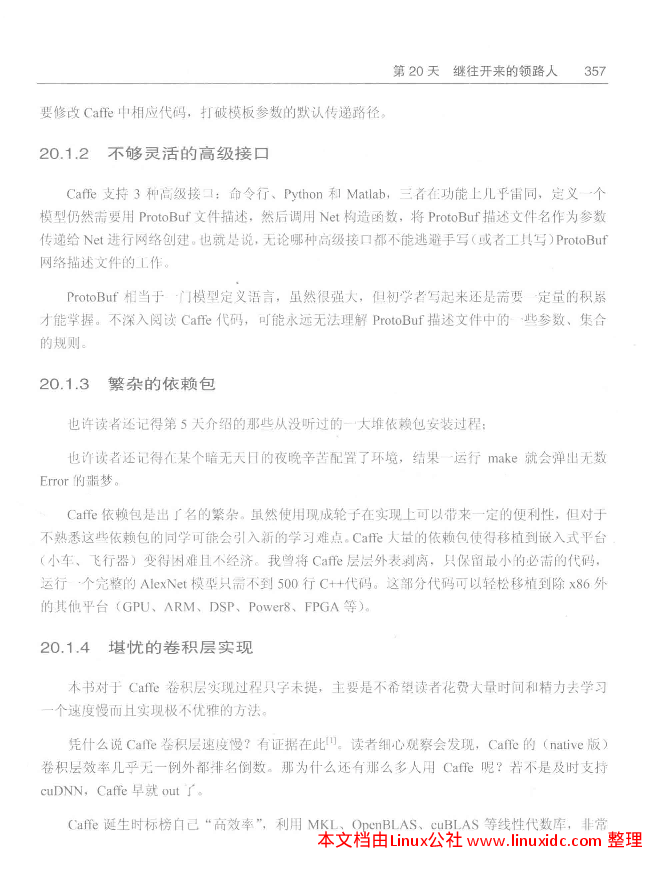 第 20 天 继往开来的领路人 357
要修改 Caffe 中相应代码，打破模板参数的默认传递路径。
20.1.2 不够灵活的高级接口
Caffe 支持 3 种高级接口：命令行、Python 和 Matlab，三者在功能上几乎雷同，定义一个
模型仍然需要用 ProtoBuf 文件描述，然后调用 Net 构造函数，将 ProtoBuf 描述文件名作为参数
传递给 Net 进行网络创建。也就是说，无论哪种高级接口都不能逃避手写（或者工具写）ProtoBuf
网络描述文件的工作。
ProtoBuf 相当于一门模型定义语言，虽然很强大，但初学者写起来还是需要一定量的积累
才能掌握。不深入阅读 Caffe 代码，可能永远无法理解 ProtoBuf 描述文件中的一些参数、集合
的规则。
20.1.3 繁杂的依赖包
也许读者还记得第 5 天介绍的那些从没听过的一大堆依赖包安装过程；
也许读者还记得在某个暗无天日的夜晚辛苦配置了环境，结果一运行 make 就会弹出无数
Error 的噩梦。
Caffe 依赖包是出了名的繁杂。虽然使用现成轮子在实现上可以带来一定的便利性，但对于
不熟悉这些依赖包的同学可能会引入新的学习难点。Caffe 大量的依赖包使得移植到嵌入式平台
（小车、飞行器）变得困难且不经济。我曾将 Caffe 层层外表剥离，只保留最小的必需的代码，
运行一个完整的 AlexNet 模型只需不到 500 行 C++代码。这部分代码可以轻松移植到除 x86 外
的其他平台（GPU、ARM、DSP、Power8、FPGA 等）。
20.1.4 堪忧的卷积层实现
本书对于 Caffe 卷积层实现过程只字未提，主要是不希望读者花费大量时间和精力去学习
一个速度慢而且实现极不优雅的方法。
凭什么说 Caffe 卷积层速度慢？有证据在此[1]。读者细心观察会发现，Caffe 的（native 版）
卷积层效率几乎无一例外都排名倒数。那为什么还有那么多人用 Caffe 呢？若不是及时支持
cuDNN，Caffe 早就 out 了。
Caffe 诞生时标榜自己“高效率”，利用 MKL、OpenBLAS、cuBLAS 等线性代数库，非常
本文档由Linux公社 www.linuxidc.com 整理